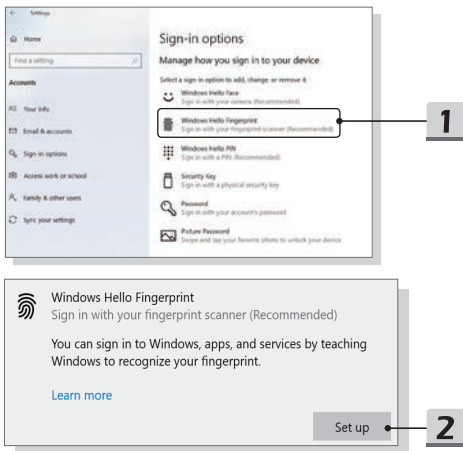 Settings
Home
Find a setting
Accounts
Your info
Email & accounts
Sign-in options
Access work or school
Family & other users
Sync your settings
Sign-in options
Manage how you sign in to your device
Select a sign-in option to add, change, or remove it.
Windows Hello Face
Sign in with your camera (Recommended)
Windows Hello Fingerprint
Sign in with your fingerprint scanner (Recommended)
Windows Hello PIN
Sign in with a PIN (Recommended)
Security Key
Sign in with a physical security key
Password
Sign in with your account's password
Picture Password
Swipe and tap your favorite photo to unlock your device
1
Windows Hello Fingerprint
Sign in with your fingerprint scanner (Recommended)
You can sign in to Windows, apps, and services by teaching
Windows to recognize your fingerprint.
Learn more
Set up
2